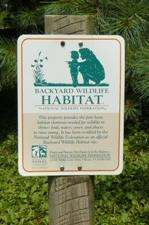 BACKYARD WILDLIFE
HABITAT
NATIONAL WILDLIFE FEDERATION
This property provides the four basic
habitat elements needed for wildlife to
thrive: food, water, cover, and places
to raise young. It has been certified by the
National Wildlife Federation as an official
Backyard Wildlife Habitat site.
NATIONAL WILDLIFE FEDERATION